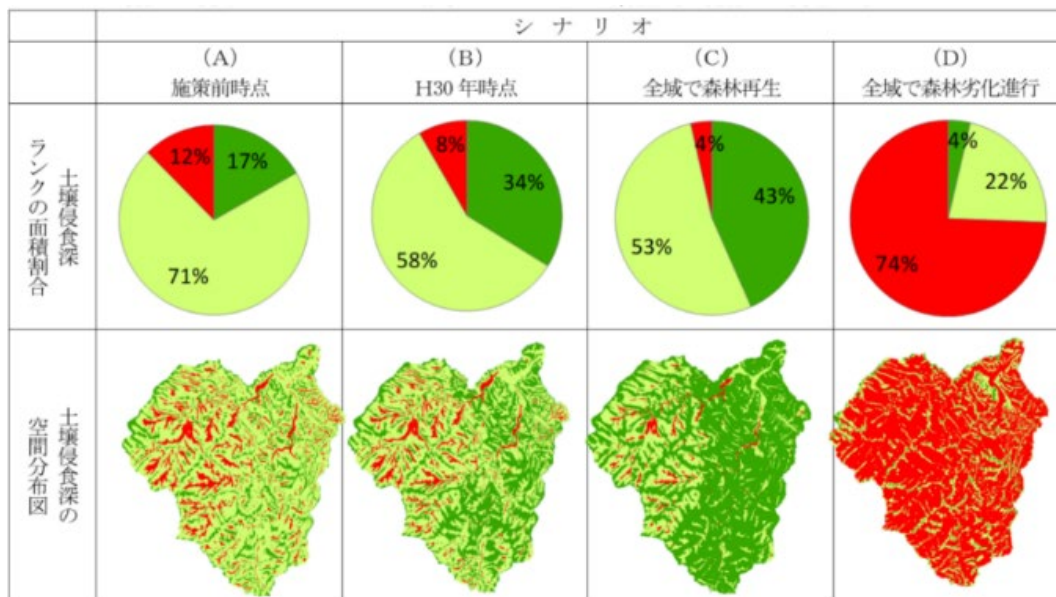 シナリオ
(A)
施策前時点
(B)
H30 年時点
(C)
全域で森林再生
(D)
全域で森林劣化進行
土壌侵食深
ランクの面積割合
12%
17%
71%
8%
34%
58%
4%
43%
53%
4%
22%
74%
土壌侵食深の
空間分布図